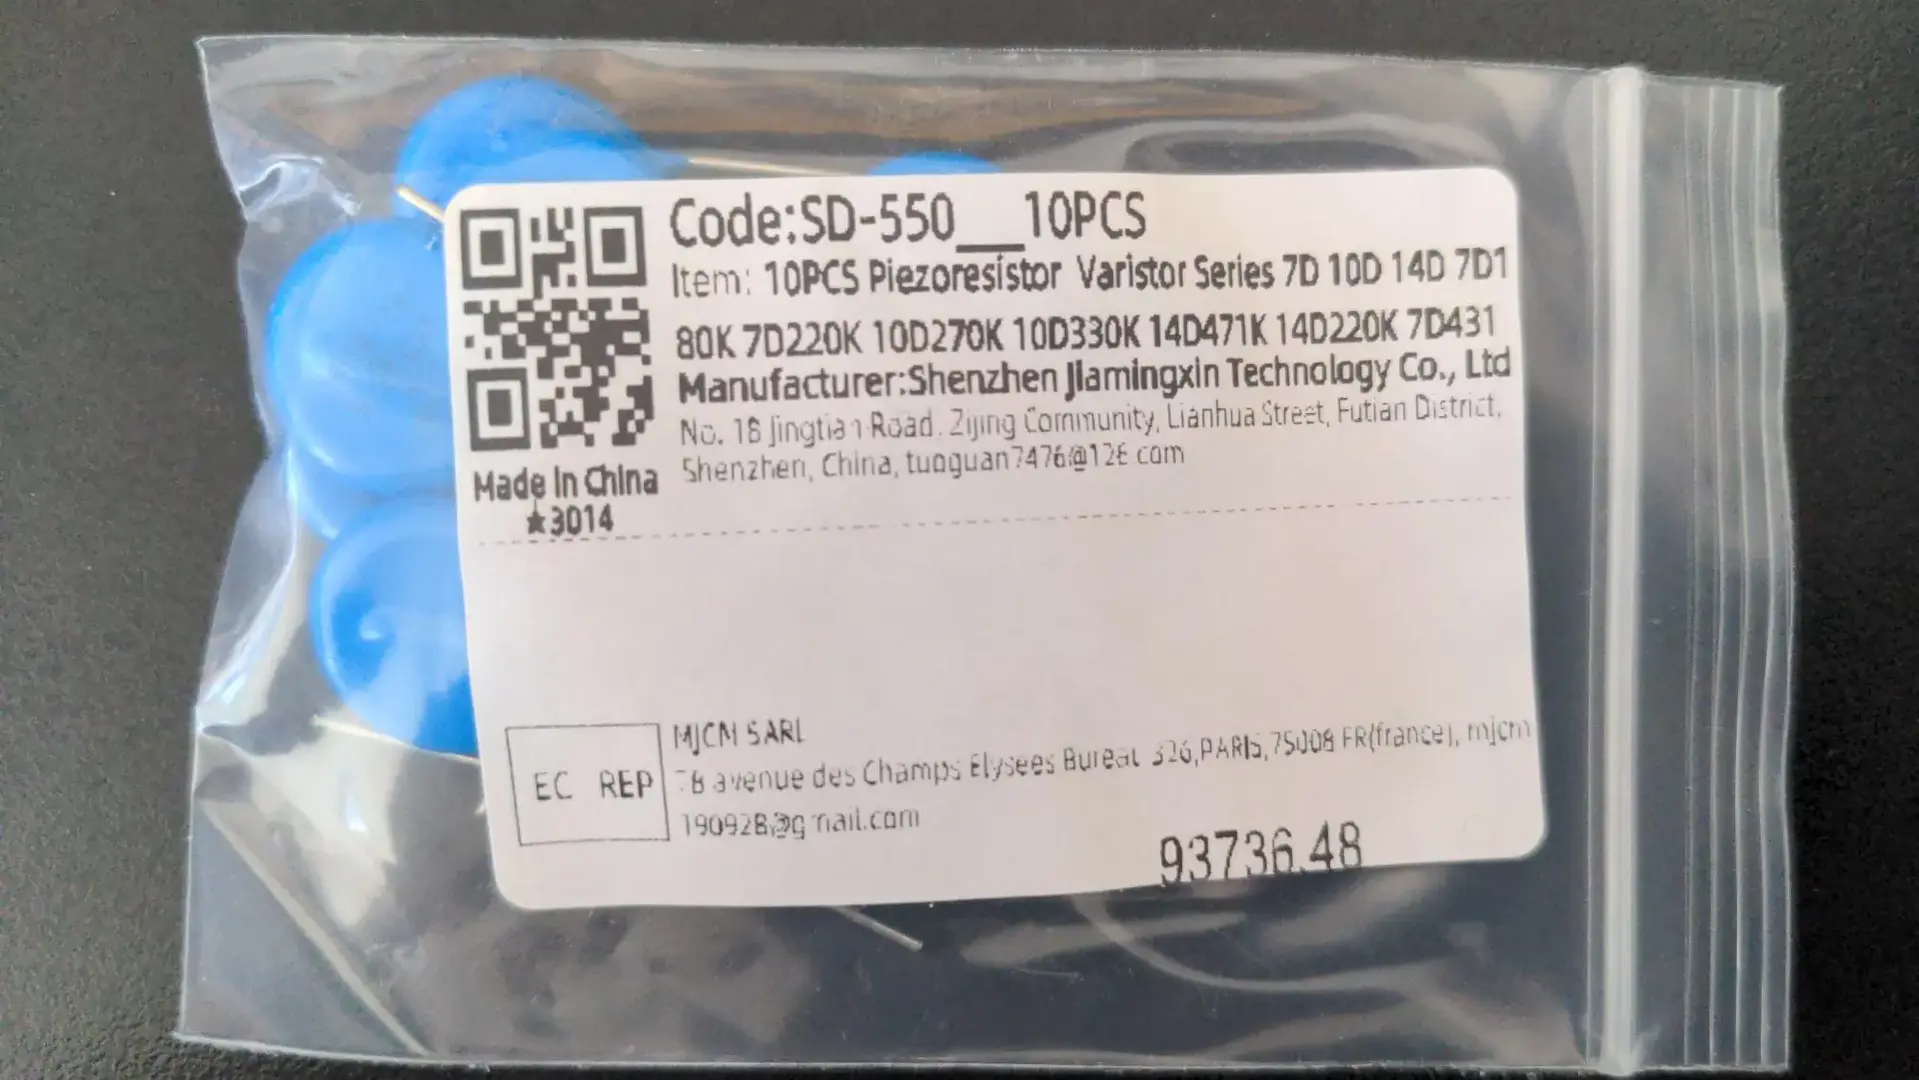 Code:SD-550__10PCS
Item: 10PCS Piezoresistor Varistor Series 7D 10D 14D 7D1
80K 7D220K 10D270K 10D330K 14D471K 14D220K 7D431
Manufacturer:Shenzhen Jiamingxin Technology Co., Ltd
No. 18 Jingtian Road. Zijing Community, Lianhua Street, Futian District,
Shenzhen, China, tuoguan7476@126.com
Made In China
★3014
EC REP
MJCM SARL
avenue des Champs Elysees Bureau 326,PARIS,75008 FR(france), mjcm
190928@gmail.com
93736.48